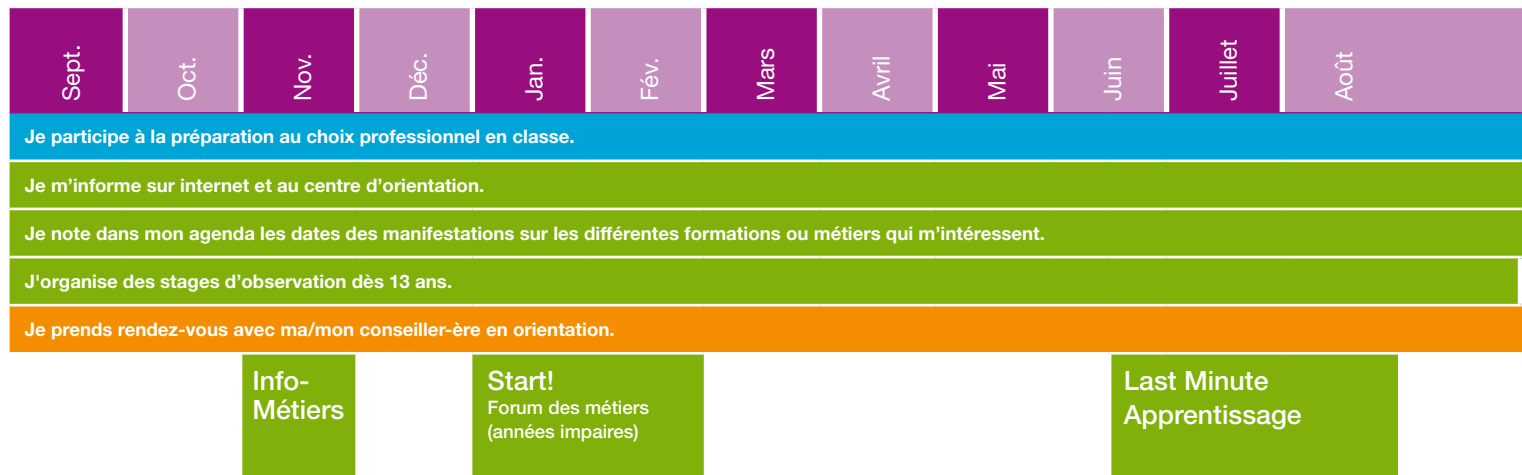 Sept.
Oct.
Nov.
Déc.
Jan.
Fév.
Mars
Avril
Mai
Juin
Juillet
Août
Je participe à la préparation au choix professionnel en classe.
Je m’informe sur internet et au centre d’orientation.
Je note dans mon agenda les dates des manifestations sur les différentes formations ou métiers qui m’intéressent.
J'organise des stages d’observation dès 13 ans.
Je prends rendez-vous avec ma/mon conseiller-ère en orientation.
Info-
Métiers
Start!
Forum des métiers
(années impaires)
Last Minute
Apprentissage